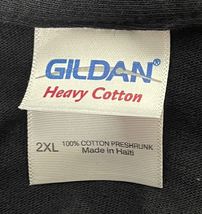 GILDAN®
Heavy Cotton
2XL 100% COTTON PRESHRUNK
Made in Haiti